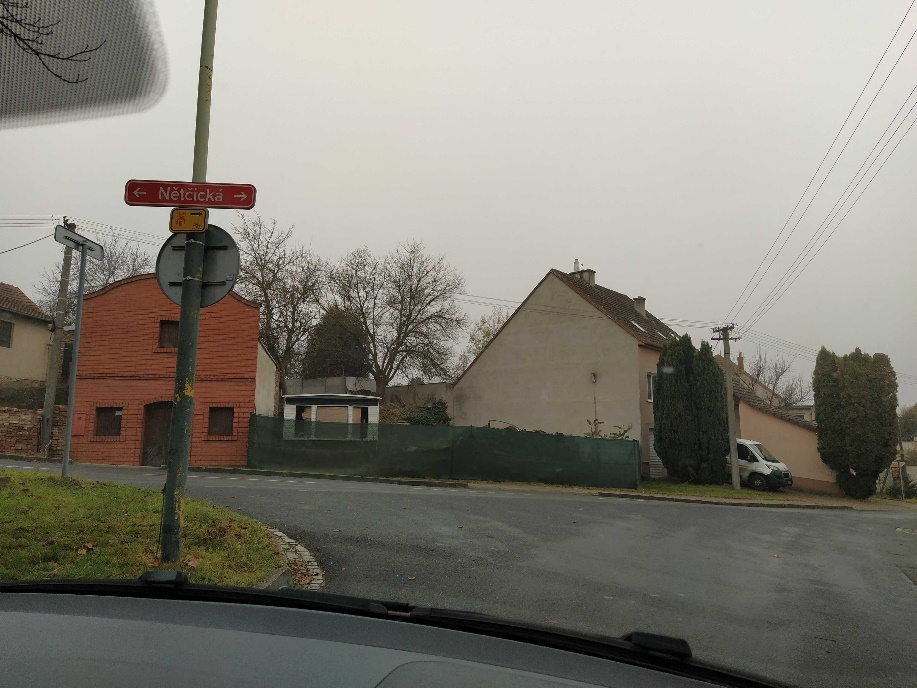 ← Nětčická →